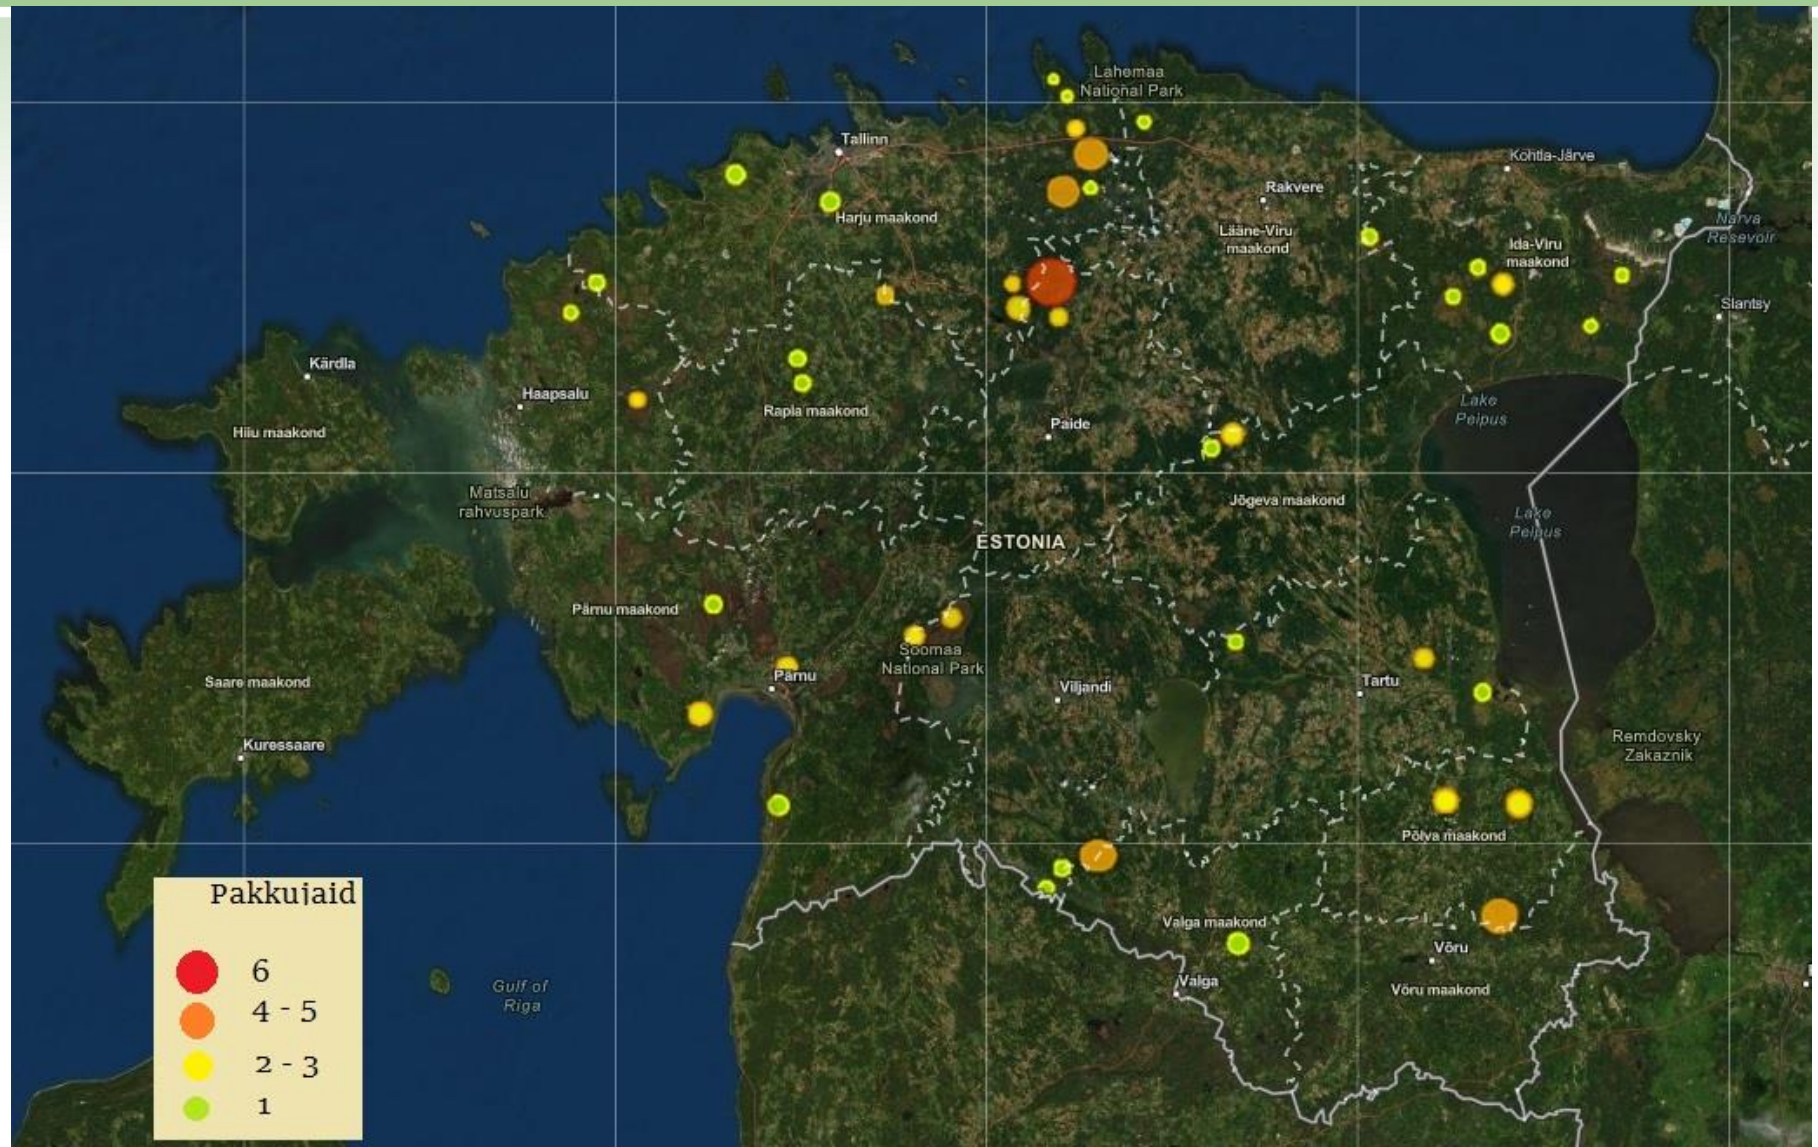 Lahemaa
National Park
Tallinn
Kohtla-Järve
Rakvere
Harju maakond
Narva
Resevoir
Lääne-Viru
maakond
Ida-Viru
maakond
Slantsy
Kärdla
Haapsalu
Lake
Peipus
Rapla maakond
Paide
Hiiu maakond
Matsalu
rahvuspark
Jõgeva maakond
Lake
Peipus
ESTONIA
Pärnu maakond
Soomaa
National Park
Saare maakond
Pärnu
Viljandi
Tartu
Kuressaare
Remdovsky
Zakaznik
Põlva maakond
Valga maakond
Võru
Valga
Võru maakond
Gulf of
Riga
Pakkujaid
6
4 - 5
2 - 3
1